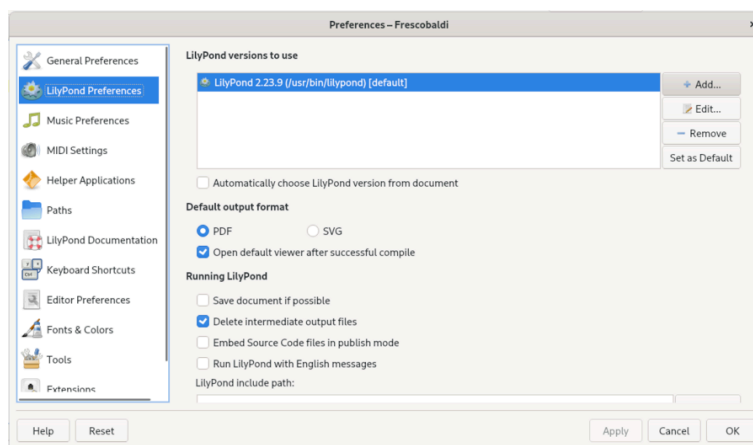 Preferences – Frescobaldi
General Preferences
LilyPond Preferences
Music Preferences
MIDI Settings
Helper Applications
Paths
LilyPond Documentation
Keyboard Shortcuts
Editor Preferences
Fonts & Colors
Tools
Extensions
LilyPond versions to use
LilyPond 2.23.9 (/usr/bin/lilypond) [default]
Add...
Edit...
Remove
Set as Default
Automatically choose LilyPond version from document
Default output format
PDF
SVG
Open default viewer after successful compile
Running LilyPond
Save document if possible
Delete intermediate output files
Embed Source Code files in publish mode
Run LilyPond with English messages
LilyPond include path:
Help
Reset
Apply
Cancel
OK